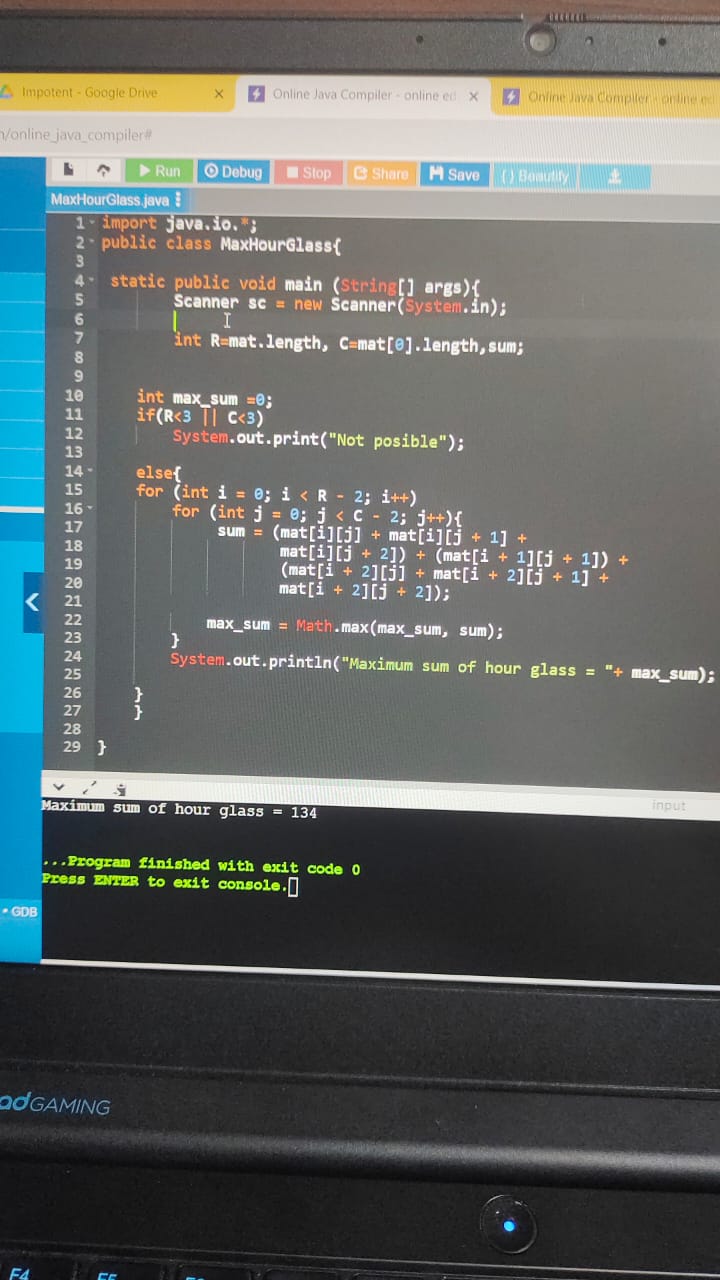 Impotent - Google Drive ×
Online Java Compiler - online ed ×
Online Java Compiler - online ed
/online_java_compiler#
Run Debug Stop Share Save {} Beautify
MaxHourGlass.java
1 import java.io.*;
2 public class MaxHourGlass{
3
4 static public void main (String[] args){
5 Scanner sc = new Scanner(System.in);
6
7 int R=mat.length, C=mat[0].length,sum;
8
9
10 int max_sum =0;
11 if(R<3 || C<3)
12 System.out.print("Not posible");
13
14 else{
15 for (int i = 0; i < R - 2; i++)
16 for (int j = 0; j < C - 2; j++){
17 sum = (mat[i][j] + mat[i][j + 1] +
18 mat[i][j + 2]) + (mat[i + 1][j + 1]) +
19 (mat[i + 2][j] + mat[i + 2][j + 1] +
20 mat[i + 2][j + 2]);
21
22 max_sum = Math.max(max_sum, sum);
23 }
24 System.out.println("Maximum sum of hour glass = "+ max_sum);
25
26 }
27 }
28
29 }
input
Maximum sum of hour glass = 134
...Program finished with exit code 0
Press ENTER to exit console.
• GDB
GAMING
F4